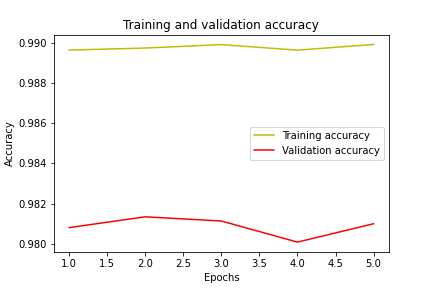 Training and validation accuracy
0.990
0.988
0.986
0.984
0.982
0.980
Accuracy
Training accuracy
Validation accuracy
1.0 1.5 2.0 2.5 3.0 3.5 4.0 4.5 5.0
Epochs